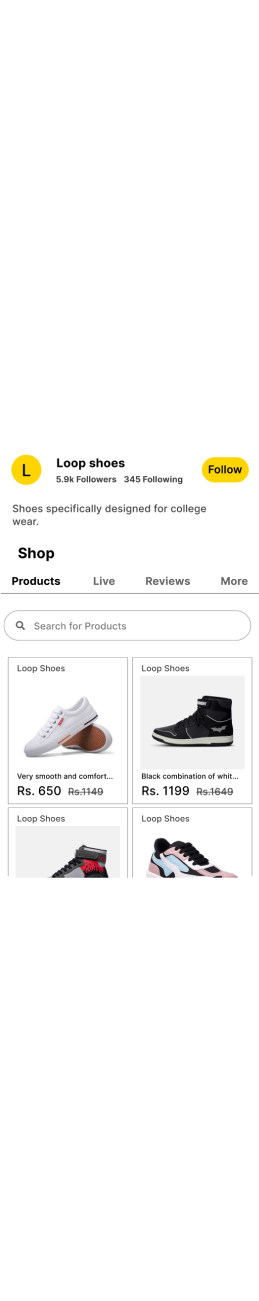 L
Loop shoes
5.9k Followers 345 Following
Follow
Shoes specifically designed for college
wear.
Shop
Products Live Reviews More
Search for Products
Loop Shoes
Very smooth and comfort...
Rs. 650 Rs.1149
Loop Shoes
Black combination of whit...
Rs. 1199 Rs.1649
Loop Shoes
Loop Shoes